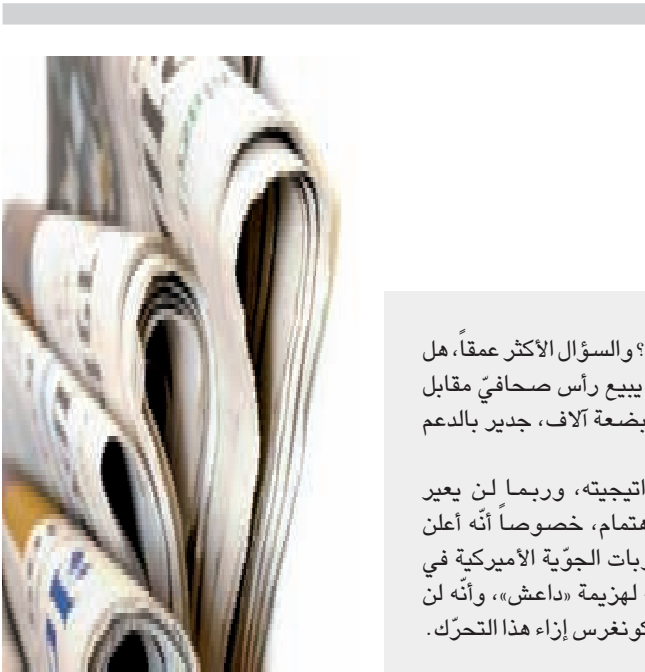 ؟ والسؤال الأكثر عمقاً، هل
يبيع رأس صحافيّ مقابل
بضعة آلاف، جدير بالدعم
اتيجيته، وربما لن يعير
هتمام، خصوصاً أنّه أعلن
ربات الجوّية الأميركية في
لهزيمة «داعش»، وأنّه لن
كونغرس إزاء هذا التحرّك.